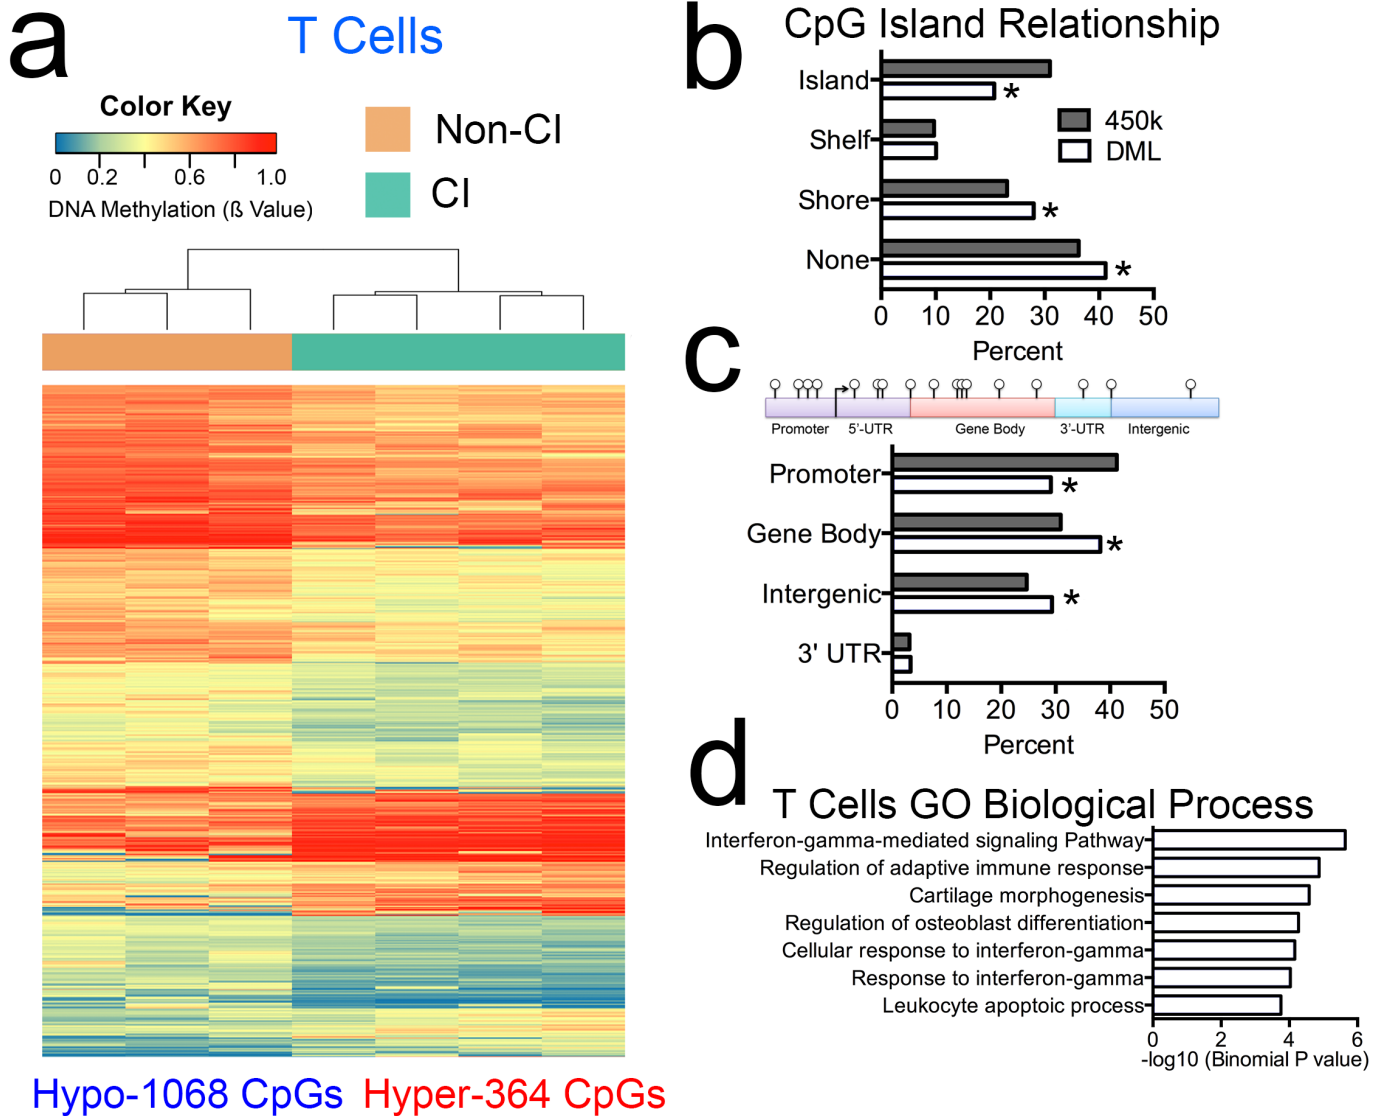 a
T Cells
Color Key
0 0.2 0.6 1.0
DNA Methylation (ß Value)
Non-CI
CI
Hypo-1068 CpGs Hyper-364 CpGs
b
CpG Island Relationship
Island
Shelf
Shore
None
*
*
*
450k
DML
0 10 20 30 40 50
Percent
c
Promoter 5'-UTR Gene Body 3'-UTR Intergenic
Promoter
Gene Body
Intergenic
3' UTR
*
*
*
0 10 20 30 40 50
Percent
d
T Cells GO Biological Process
Interferon-gamma-mediated signaling Pathway
Regulation of adaptive immune response
Cartilage morphogenesis
Regulation of osteoblast differentiation
Cellular response to interferon-gamma
Response to interferon-gamma
Leukocyte apoptoic process
0 2 4 6
-log10 (Binomial P value)